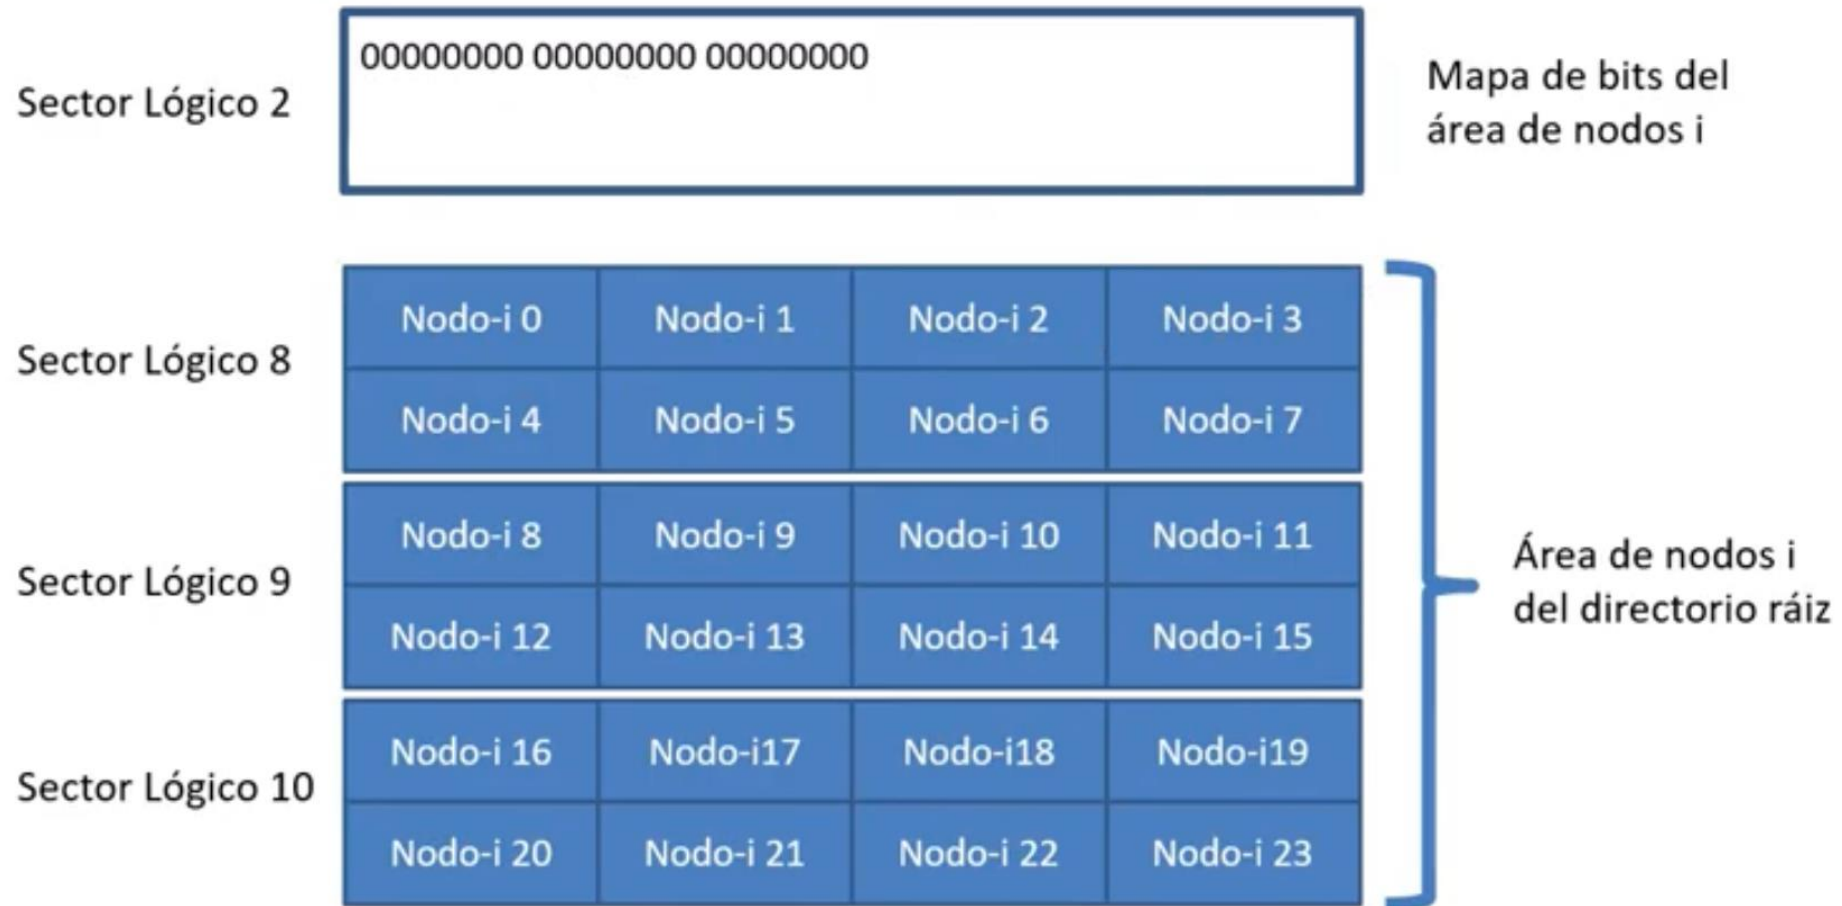 Sector Lógico 2
00000000 00000000 00000000
Mapa de bits del
área de nodos i
Sector Lógico 8
Nodo-i 0 Nodo-i 1 Nodo-i 2 Nodo-i 3
Nodo-i 4 Nodo-i 5 Nodo-i 6 Nodo-i 7
Sector Lógico 9
Nodo-i 8 Nodo-i 9 Nodo-i 10 Nodo-i 11
Nodo-i 12 Nodo-i 13 Nodo-i 14 Nodo-i 15
Sector Lógico 10
Nodo-i 16 Nodo-i17 Nodo-i18 Nodo-i19
Nodo-i 20 Nodo-i 21 Nodo-i 22 Nodo-i 23
Área de nodos i
del directorio ráiz